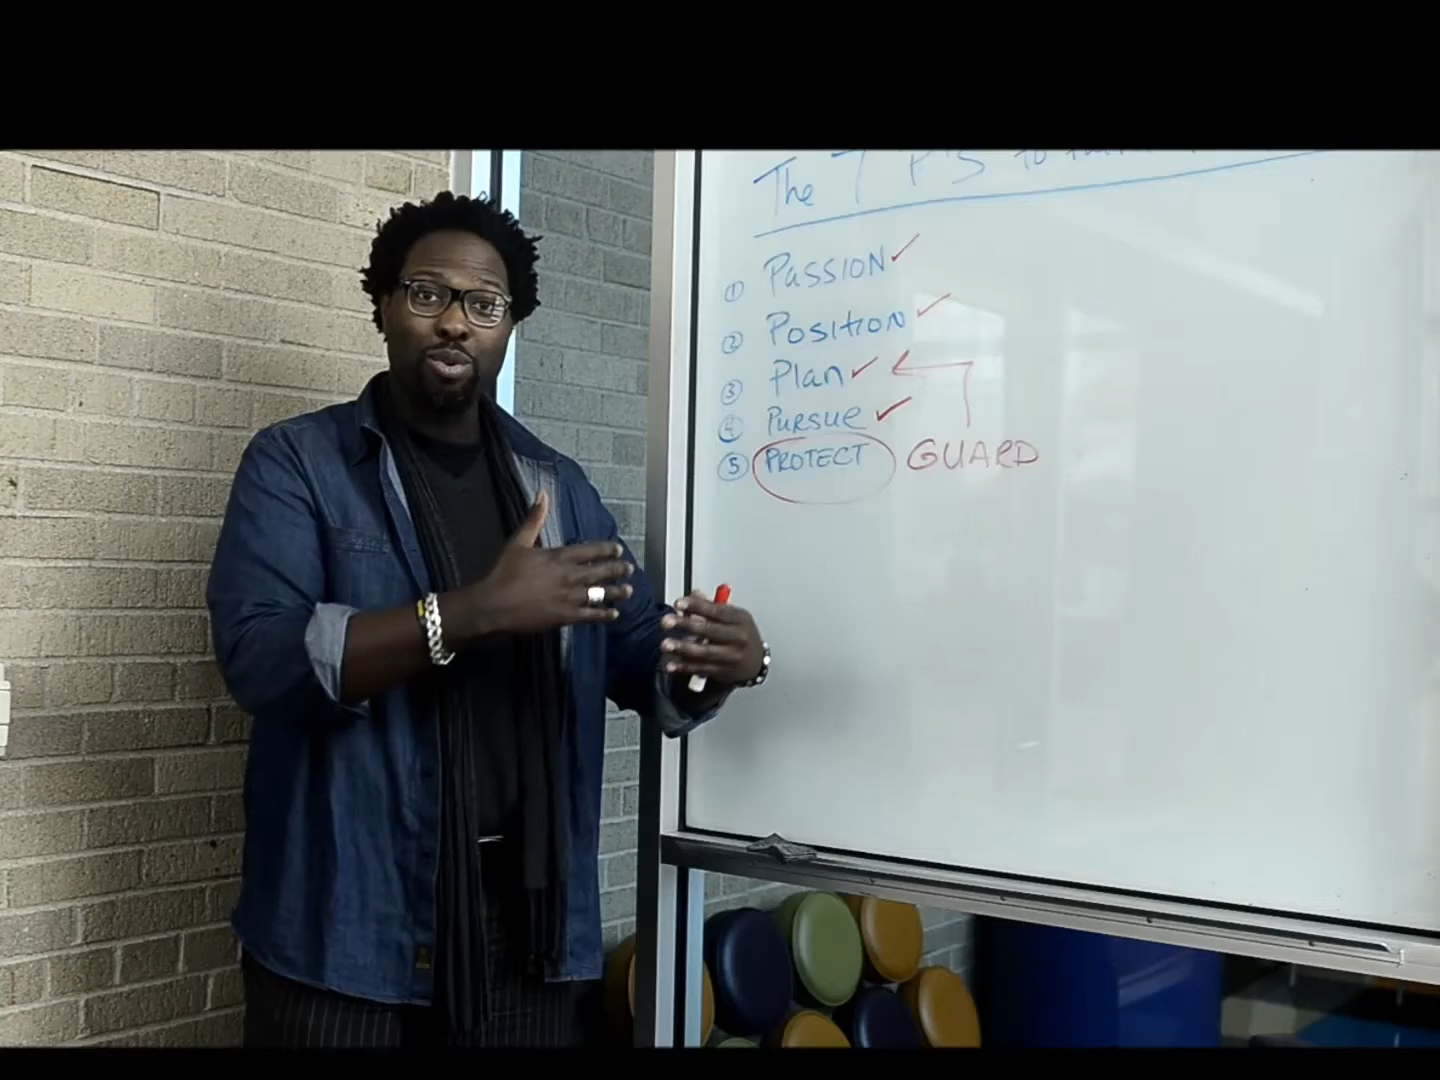 The 7 P'S to
① PASSION ✓
② POSITION ✓
③ Plan ✓
④ PURSUE ✓
⑤ PROTECT GUARD